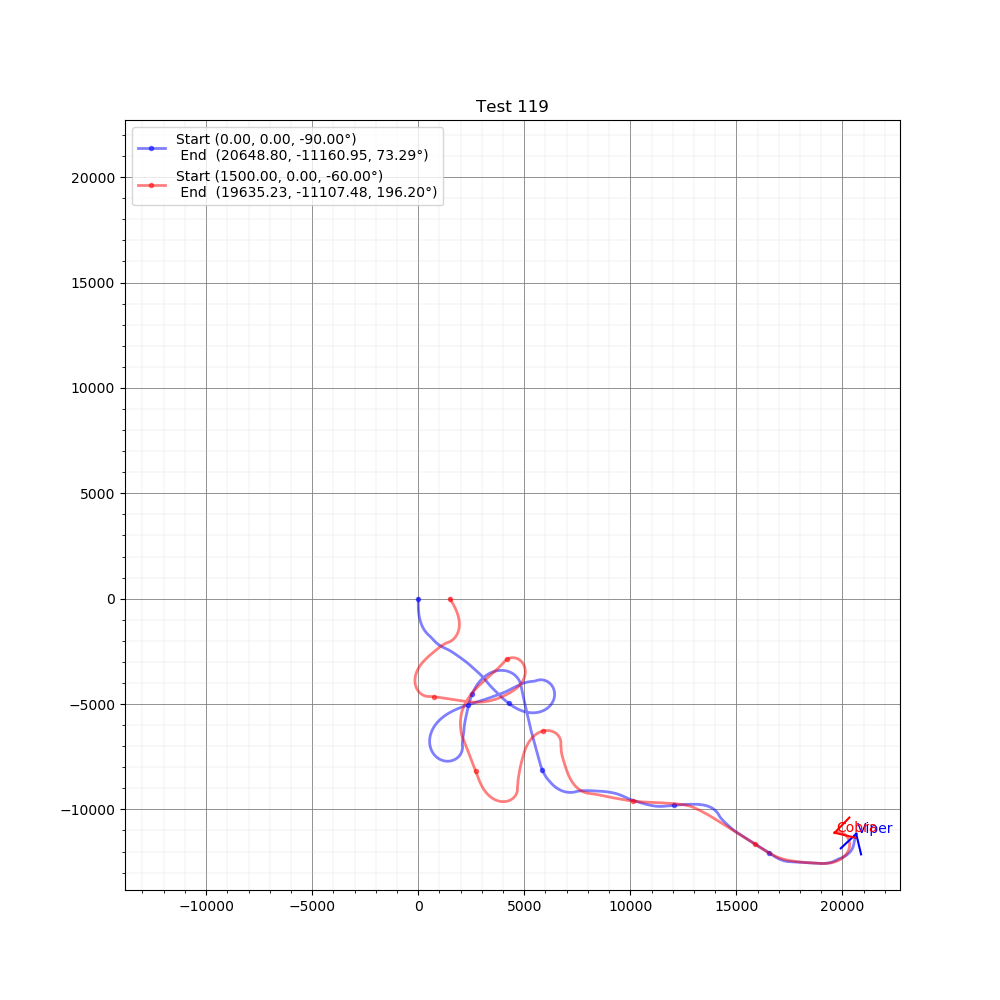 Test 119
Start (0.00, 0.00, -90.00°)
End  (20648.80, -11160.95, 73.29°)
Start (1500.00, 0.00, -60.00°)
End  (19635.23, -11107.48, 196.20°)
20000
15000
10000
5000
0
−5000
−10000
Cobra
Viper
−10000 −5000 0 5000 10000 15000 20000